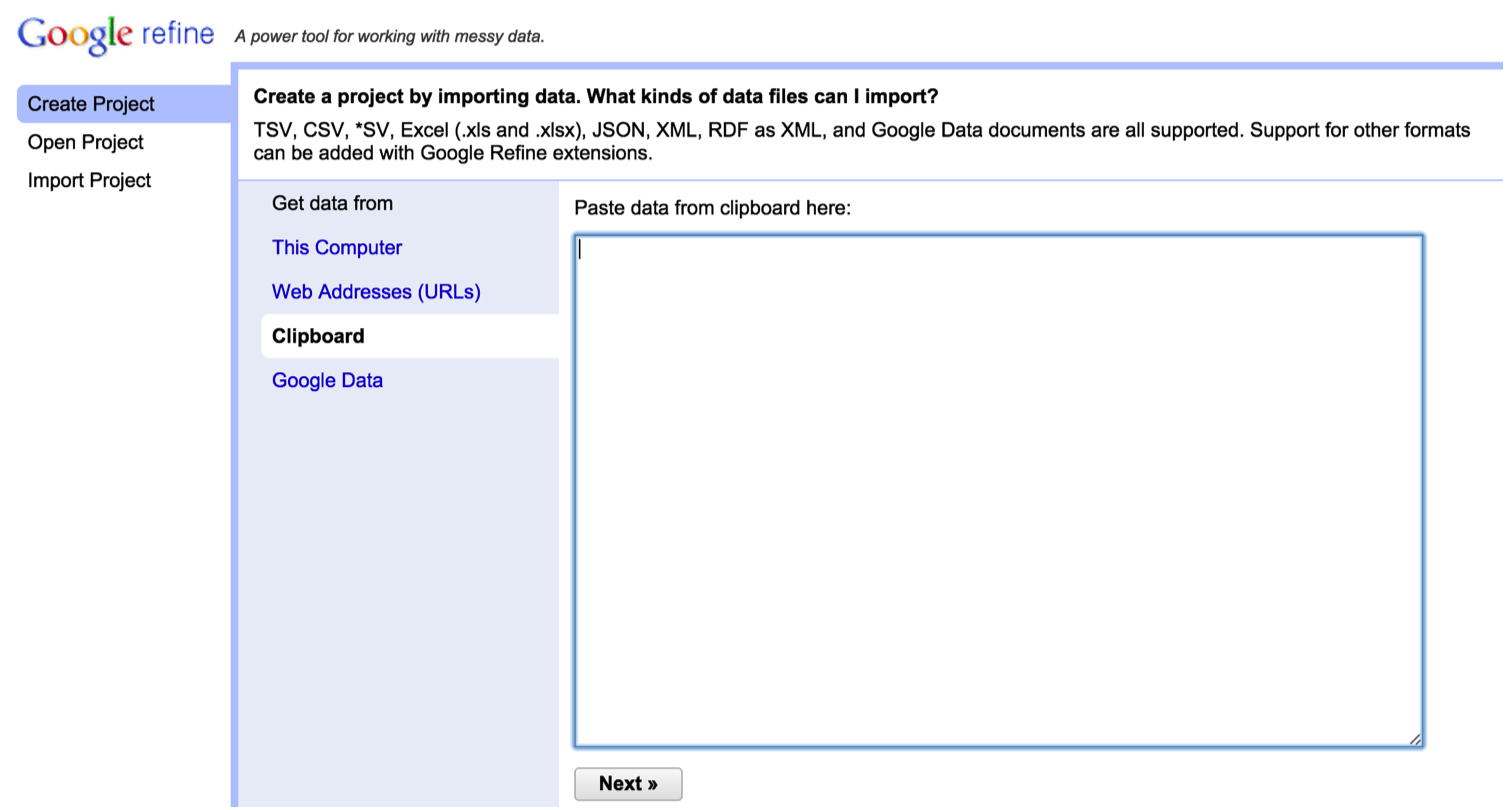 Google refine A power tool for working with messy data.
Create Project
Open Project
Import Project
Create a project by importing data. What kinds of data files can I import?
TSV, CSV, *SV, Excel (.xls and .xlsx), JSON, XML, RDF as XML, and Google Data documents are all supported. Support for other formats
can be added with Google Refine extensions.
Get data from
This Computer
Web Addresses (URLs)
Clipboard
Google Data
Paste data from clipboard here:
Next »